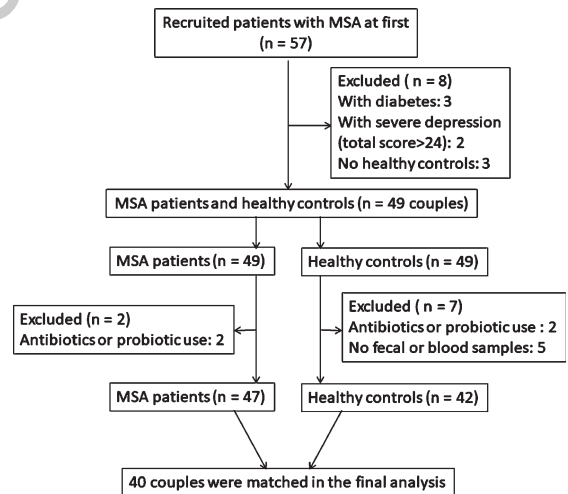 Recruited patients with MSA at first
(n = 57)
Excluded ( n = 8)
With diabetes: 3
With severe depression
(total score>24): 2
No healthy controls: 3
MSA patients and healthy controls (n = 49 couples)
MSA patients (n = 49)
Healthy controls (n = 49)
Excluded (n = 2)
Antibiotics or probiotic use: 2
Excluded ( n = 7)
Antibiotics or probiotic use : 2
No fecal or blood samples: 5
MSA patients (n = 47)
Healthy controls (n = 42)
40 couples were matched in the final analysis